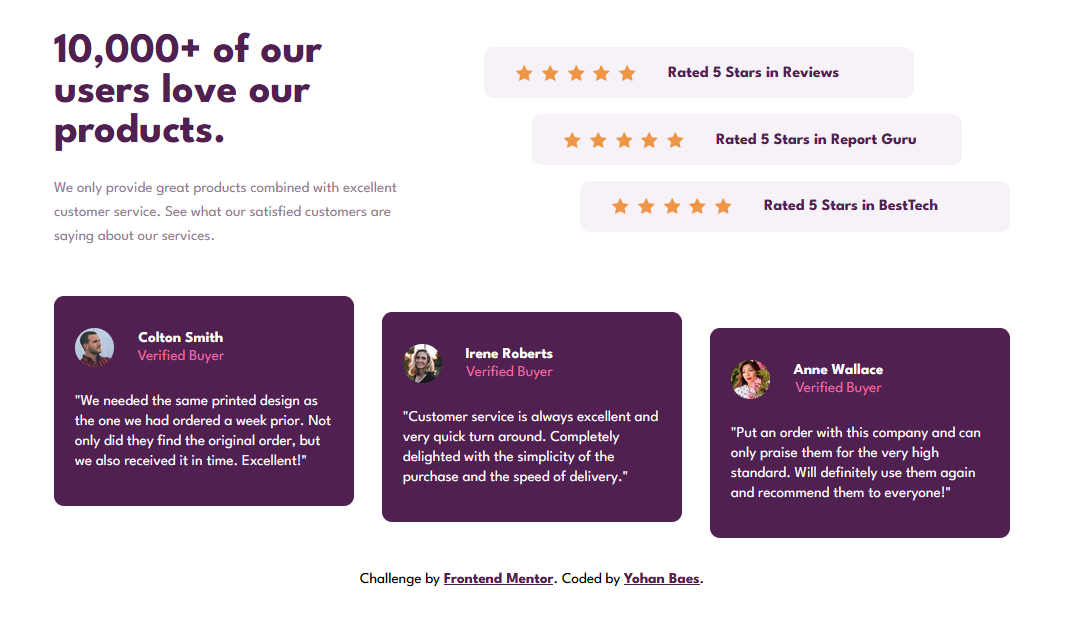 10,000+ of our
users love our
products.
We only provide great products combined with excellent
customer service. See what our satisfied customers are
saying about our services.
Rated 5 Stars in Reviews
Rated 5 Stars in Report Guru
Rated 5 Stars in BestTech
Colton Smith
Verified Buyer
"We needed the same printed design as
the one we had ordered a week prior. Not
only did they find the original order, but
we also received it in time. Excellent!"
Irene Roberts
Verified Buyer
"Customer service is always excellent and
very quick turn around. Completely
delighted with the simplicity of the
purchase and the speed of delivery."
Anne Wallace
Verified Buyer
"Put an order with this company and can
only praise them for the very high
standard. Will definitely use them again
and recommend them to everyone!"
Challenge by Frontend Mentor. Coded by Yohan Baes.